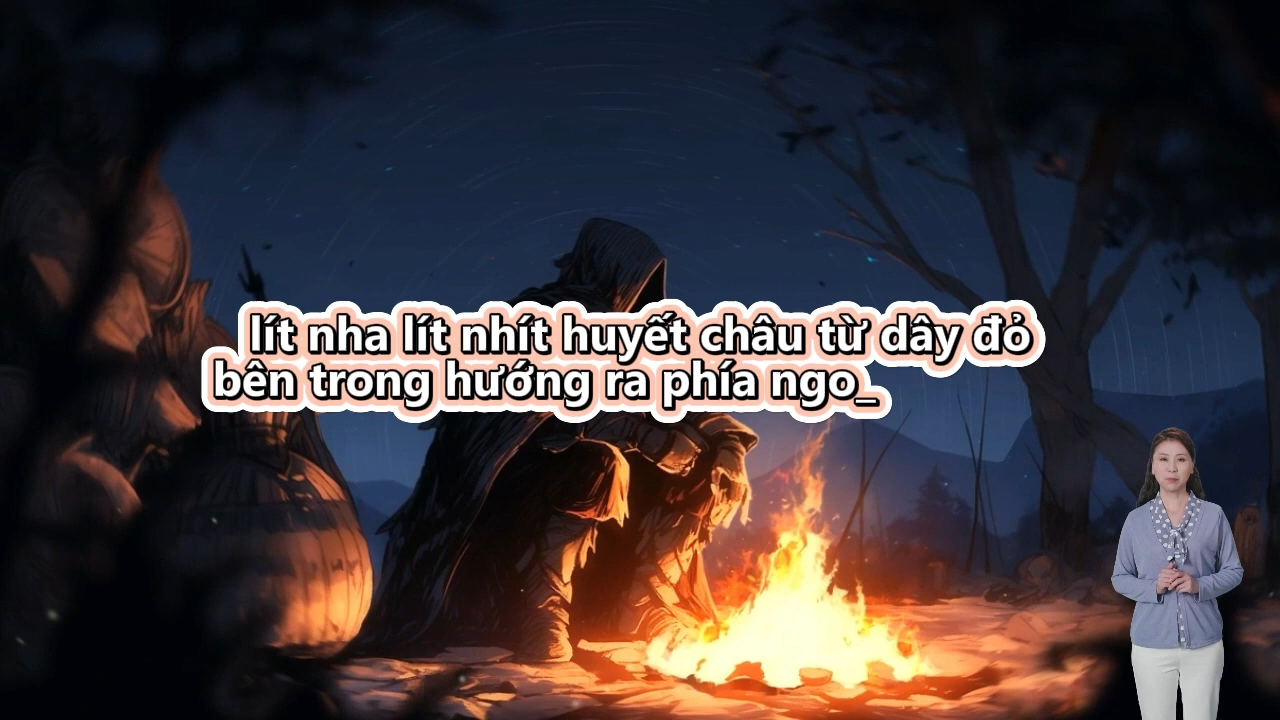 lít nha lít nhít huyết châu từ dây đỏ
bên trong hướng ra phía ngo_